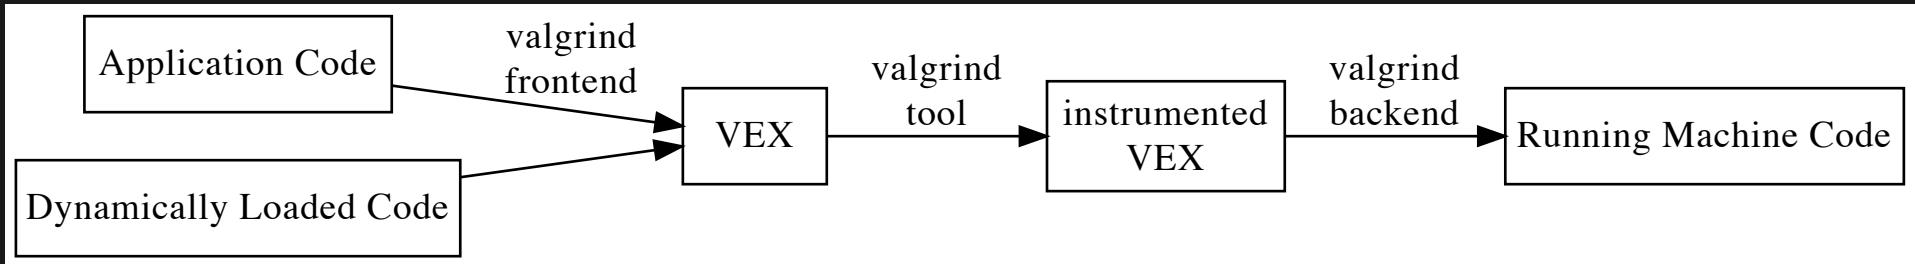 Application Code
Dynamically Loaded Code
valgrind
frontend
VEX
valgrind
tool
instrumented
VEX
valgrind
backend
Running Machine Code